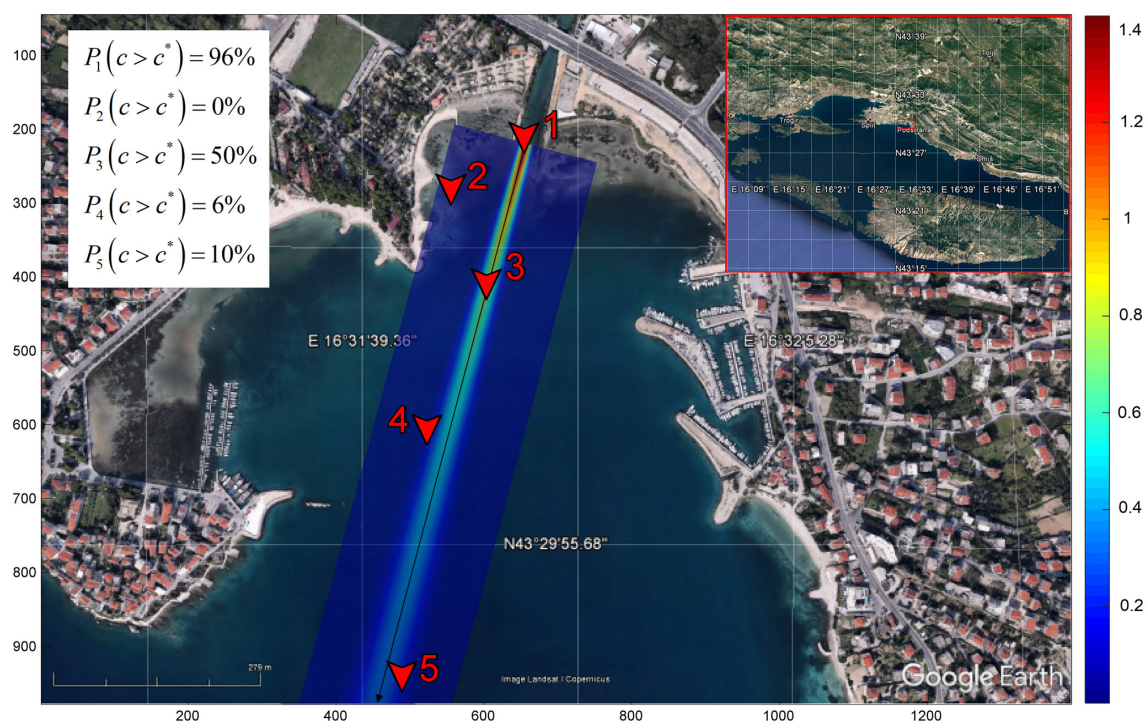 P₁(c>c*)=96%
P₂(c>c*)=0%
P₃(c>c*)=50%
P₄(c>c*)=6%
P₅(c>c*)=10%
100
200
300
400
500
600
700
800
900
200
400
600
800
1000
1200
1
2
3
4
5
E 16°31'39.36"
E 16°32'5.28"
N43°29'55.68"
279 m
Image Landsat / Copernicus
Google Earth
N43°39'
Tolj
N43°33'
Trogir
Split
Podstrana
N43°27'
Omiš
E 16°09'
E 16°15'
E 16°21'
E 16°27'
E 16°33'
E 16°39'
E 16°45'
E 16°51'
N43°21'
B
N43°15'
1.4
1.2
1
0.8
0.6
0.4
0.2